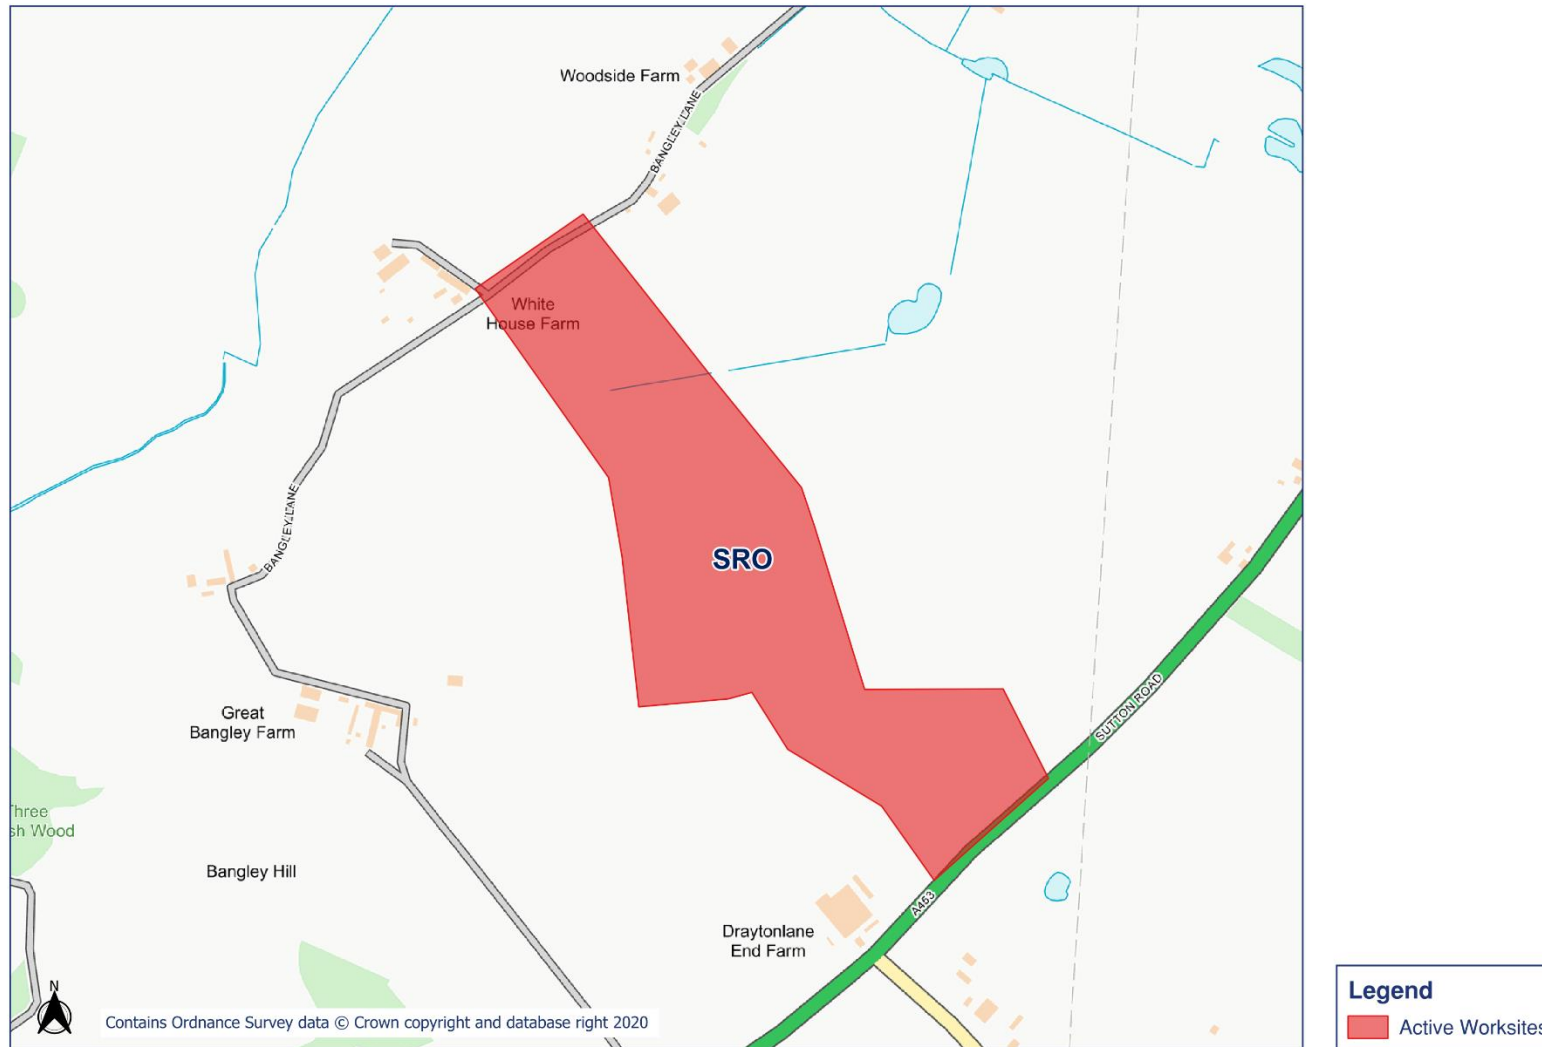 Woodside Farm
BANGLEY LANE
White
House Farm
SRO
BANGLEY LANE
SUTTON ROAD
Great
Bangley Farm
Three
sh Wood
Bangley Hill
A453
Draytonlane
End Farm
N
Contains Ordnance Survey data © Crown copyright and database right 2020
Legend
Active Worksites